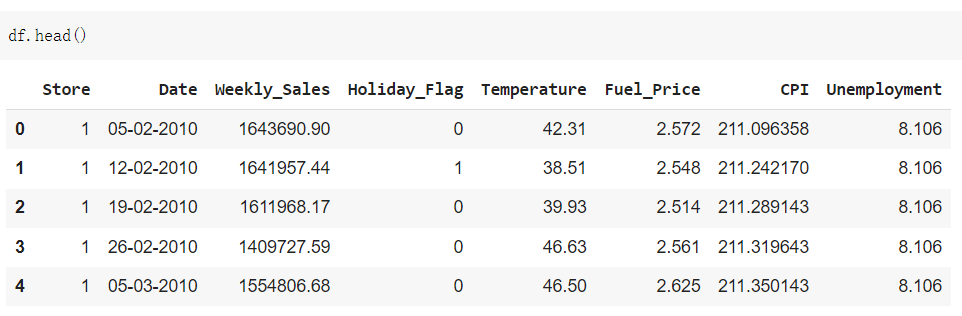 df.head()
Store Date Weekly_Sales Holiday_Flag Temperature Fuel_Price CPI Unemployment
0 1 05-02-2010 1643690.90 0 42.31 2.572 211.096358 8.106
1 1 12-02-2010 1641957.44 1 38.51 2.548 211.242170 8.106
2 1 19-02-2010 1611968.17 0 39.93 2.514 211.289143 8.106
3 1 26-02-2010 1409727.59 0 46.63 2.561 211.319643 8.106
4 1 05-03-2010 1554806.68 0 46.50 2.625 211.350143 8.106